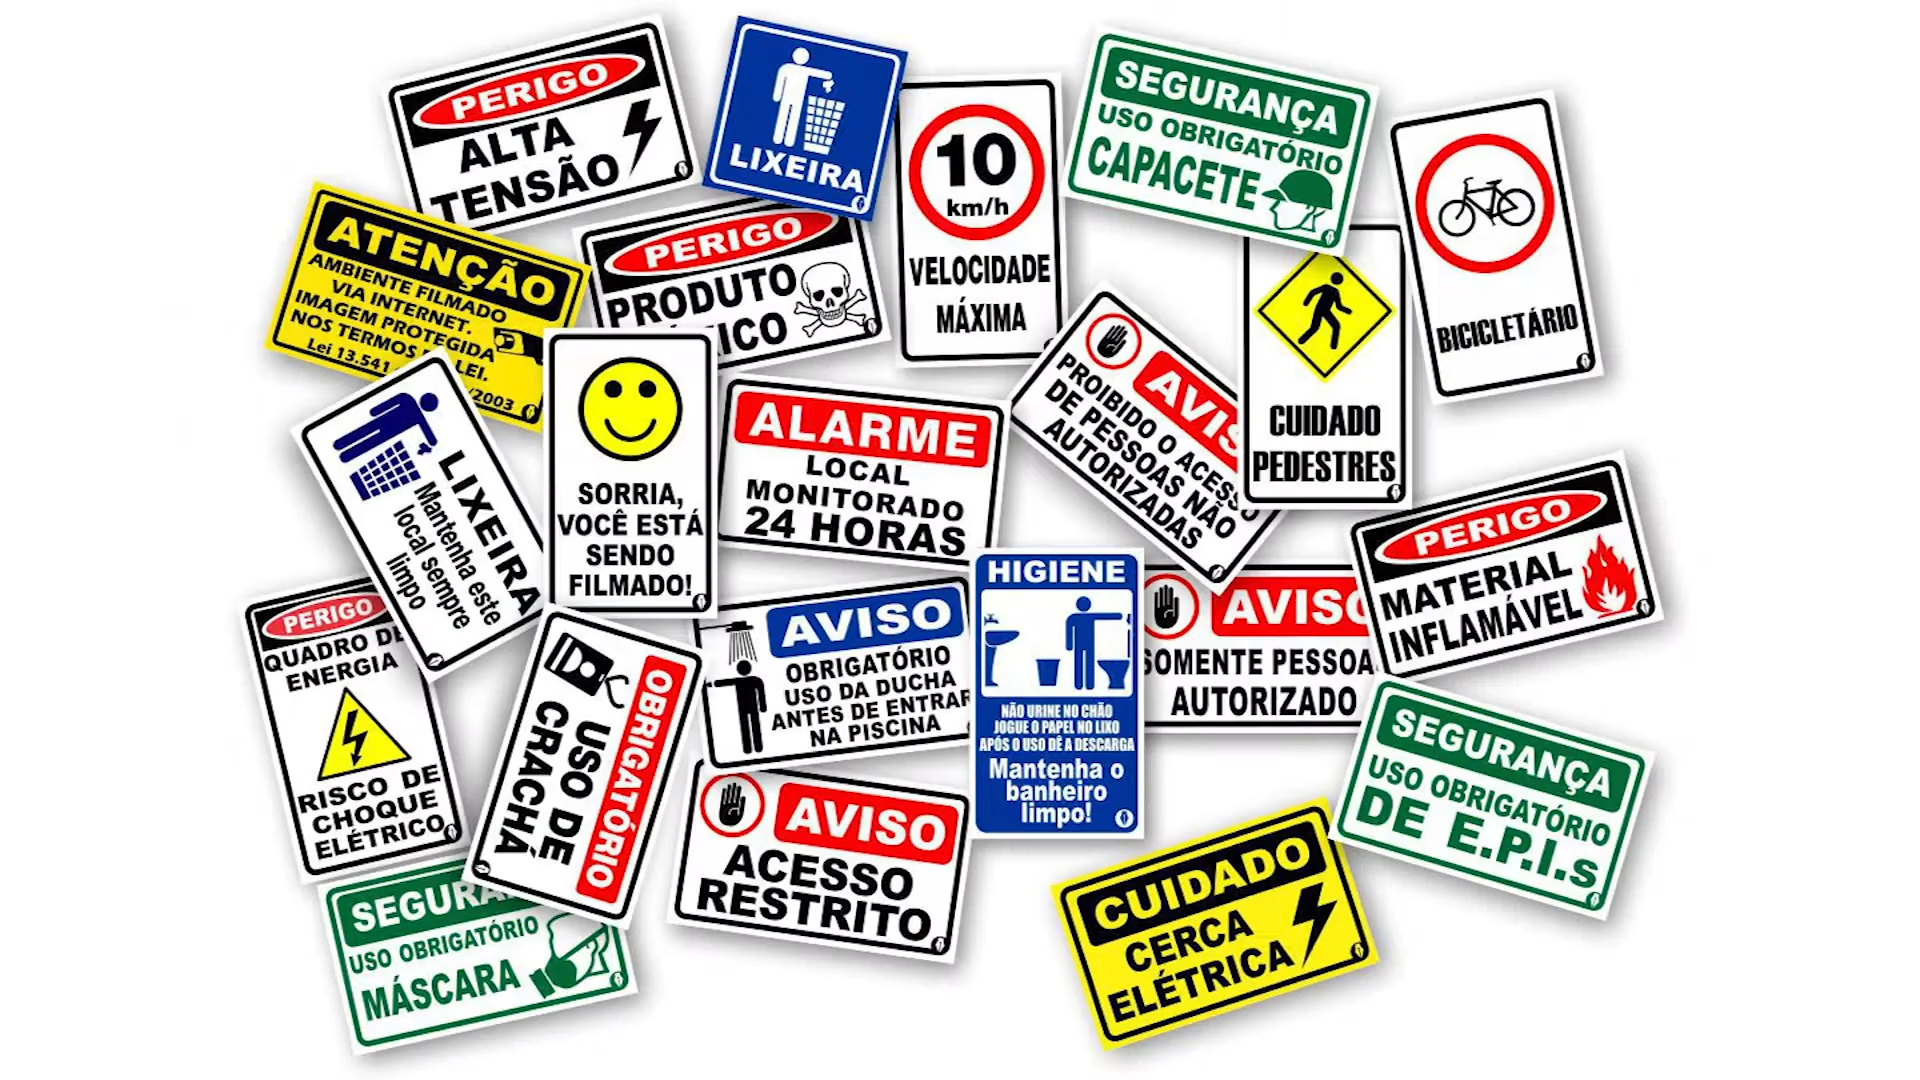 PERIGO
ALTA
TENSÃO
LIXEIRA
10
km/h
VELOCIDADE
MÁXIMA
SEGURANÇA
USO OBRIGATÓRIO
CAPACETE
BICICLETÁRIO
ATENÇÃO
AMBIENTE FILMADO
VIA INTERNET.
IMAGEM PROTEGIDA
NOS TERMOS LEI.
Lei 13.541 /2003
PERIGO
PRODUTO
ICO
CUIDADO
PEDESTRES
AVIS
PROIBIDO O ACESSO
DE PESSOAS NÃO
AUTORIZADAS
LIXEIRA
Mantenha este
local sempre
limpo
SORRIA,
VOCÊ ESTÁ
SENDO
FILMADO!
ALARME
LOCAL
MONITORADO
24 HORAS
PERIGO
MATERIAL
INFLAMÁVEL
PERIGO
QUADRO DE
ENERGIA
RISCO DE
CHOQUE
ELÉTRICO
OBRIGATÓRIO
USO DE
CRACHÁ
AVISO
OBRIGATÓRIO
USO DA DUCHA
ANTES DE ENTRAR
NA PISCINA
HIGIENE
NÃO URINE NO CHÃO
JOGUE O PAPEL NO LIXO
APÓS O USO DÊ A DESCARGA
Mantenha o
banheiro
limpo!
AVISO
SOMENTE PESSOA
AUTORIZADO
SEGURANÇA
USO OBRIGATÓRIO
DE E.P.I.s
AVISO
ACESSO
RESTRITO
SEGURA
USO OBRIGATÓRIO
MÁSCARA
CUIDADO
CERCA
ELÉTRICA